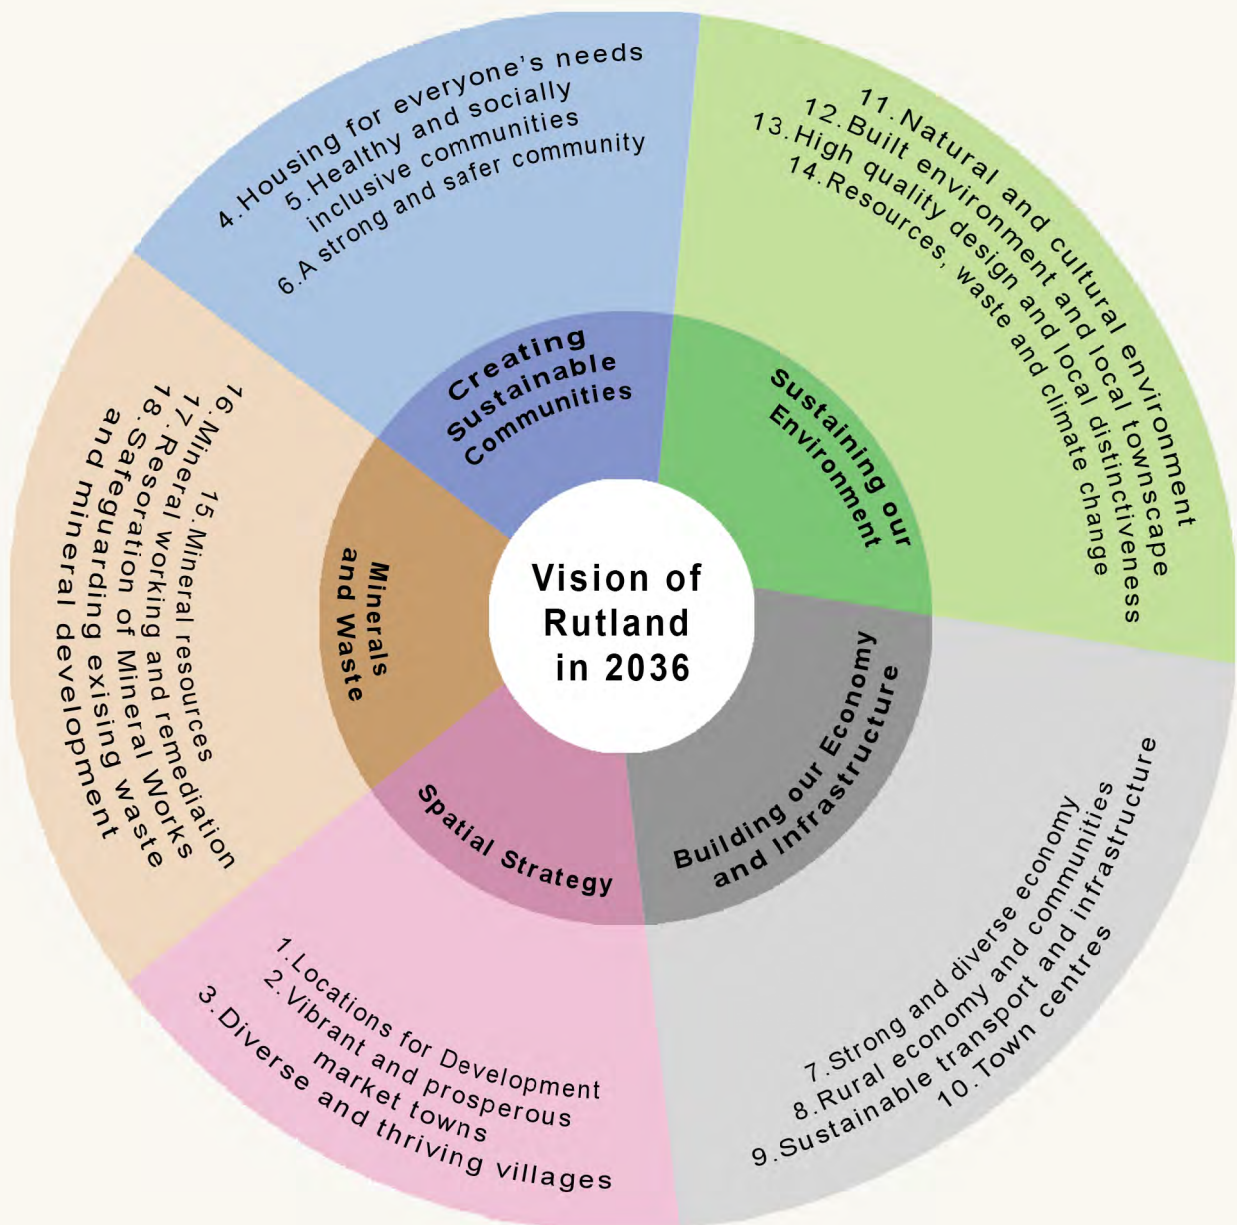 Vision of
Rutland
in 2036
Creating
Sustainable
Communities
4.Housing for everyone's needs
5.Healthy and socially
inclusive communities
6.A strong and safer community
Sustaining our
Environment
11.Natural and cultural environment
12.Built environment and local townscape
13.High quality design and local distinctiveness
14.Resources, waste and climate change
Building our Economy
and Infrastructure
7.Strong and diverse economy
8.Rural economy and communities
9.Sustainable transport and infrastructure
10.Town centres
Spatial Strategy
1.Locations for Development
2.Vibrant and prosperous
market towns
3.Diverse and thriving villages
Minerals
and Waste
15.Mineral resources
16.Mineral working and remediation
17.Resoration of Mineral Works
18.Safeguarding exising waste
and mineral development